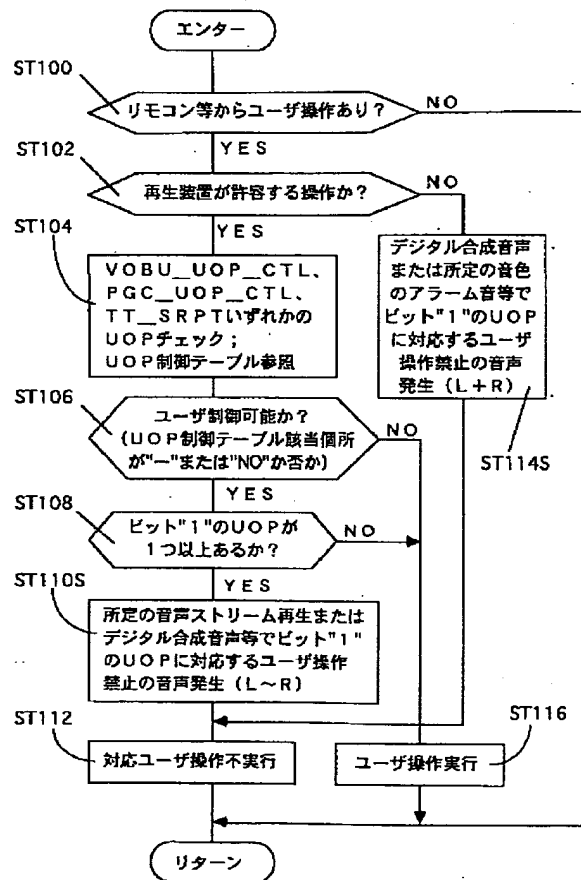 エンター
ST100
リモコン等からユーザ操作あり？
NO
YES
ST102
再生装置が許容する操作か？
NO
YES
ST104
VOBU_UOP_CTL、
PGC_UOP_CTL、
TT_SRPTいずれかの
UOPチェック；
UOP制御テーブル参照
デジタル合成音声
または所定の音色
のアラーム音等で
ビット"1"のUOP
に対応するユーザ
操作禁止の音声
発生（L＋R）
ST114S
ST106
ユーザ制御可能か？
（UOP制御テーブル該当個所
が"ー"または"NO"か否か）
NO
YES
ST108
ビット"1"のUOPが
1つ以上あるか？
NO
YES
ST110S
所定の音声ストリーム再生または
デジタル合成音声等でビット"1"
のUOPに対応するユーザ操作
禁止の音声発生（L～R）
ST112
対応ユーザ操作不実行
ユーザ操作実行
ST116
リターン